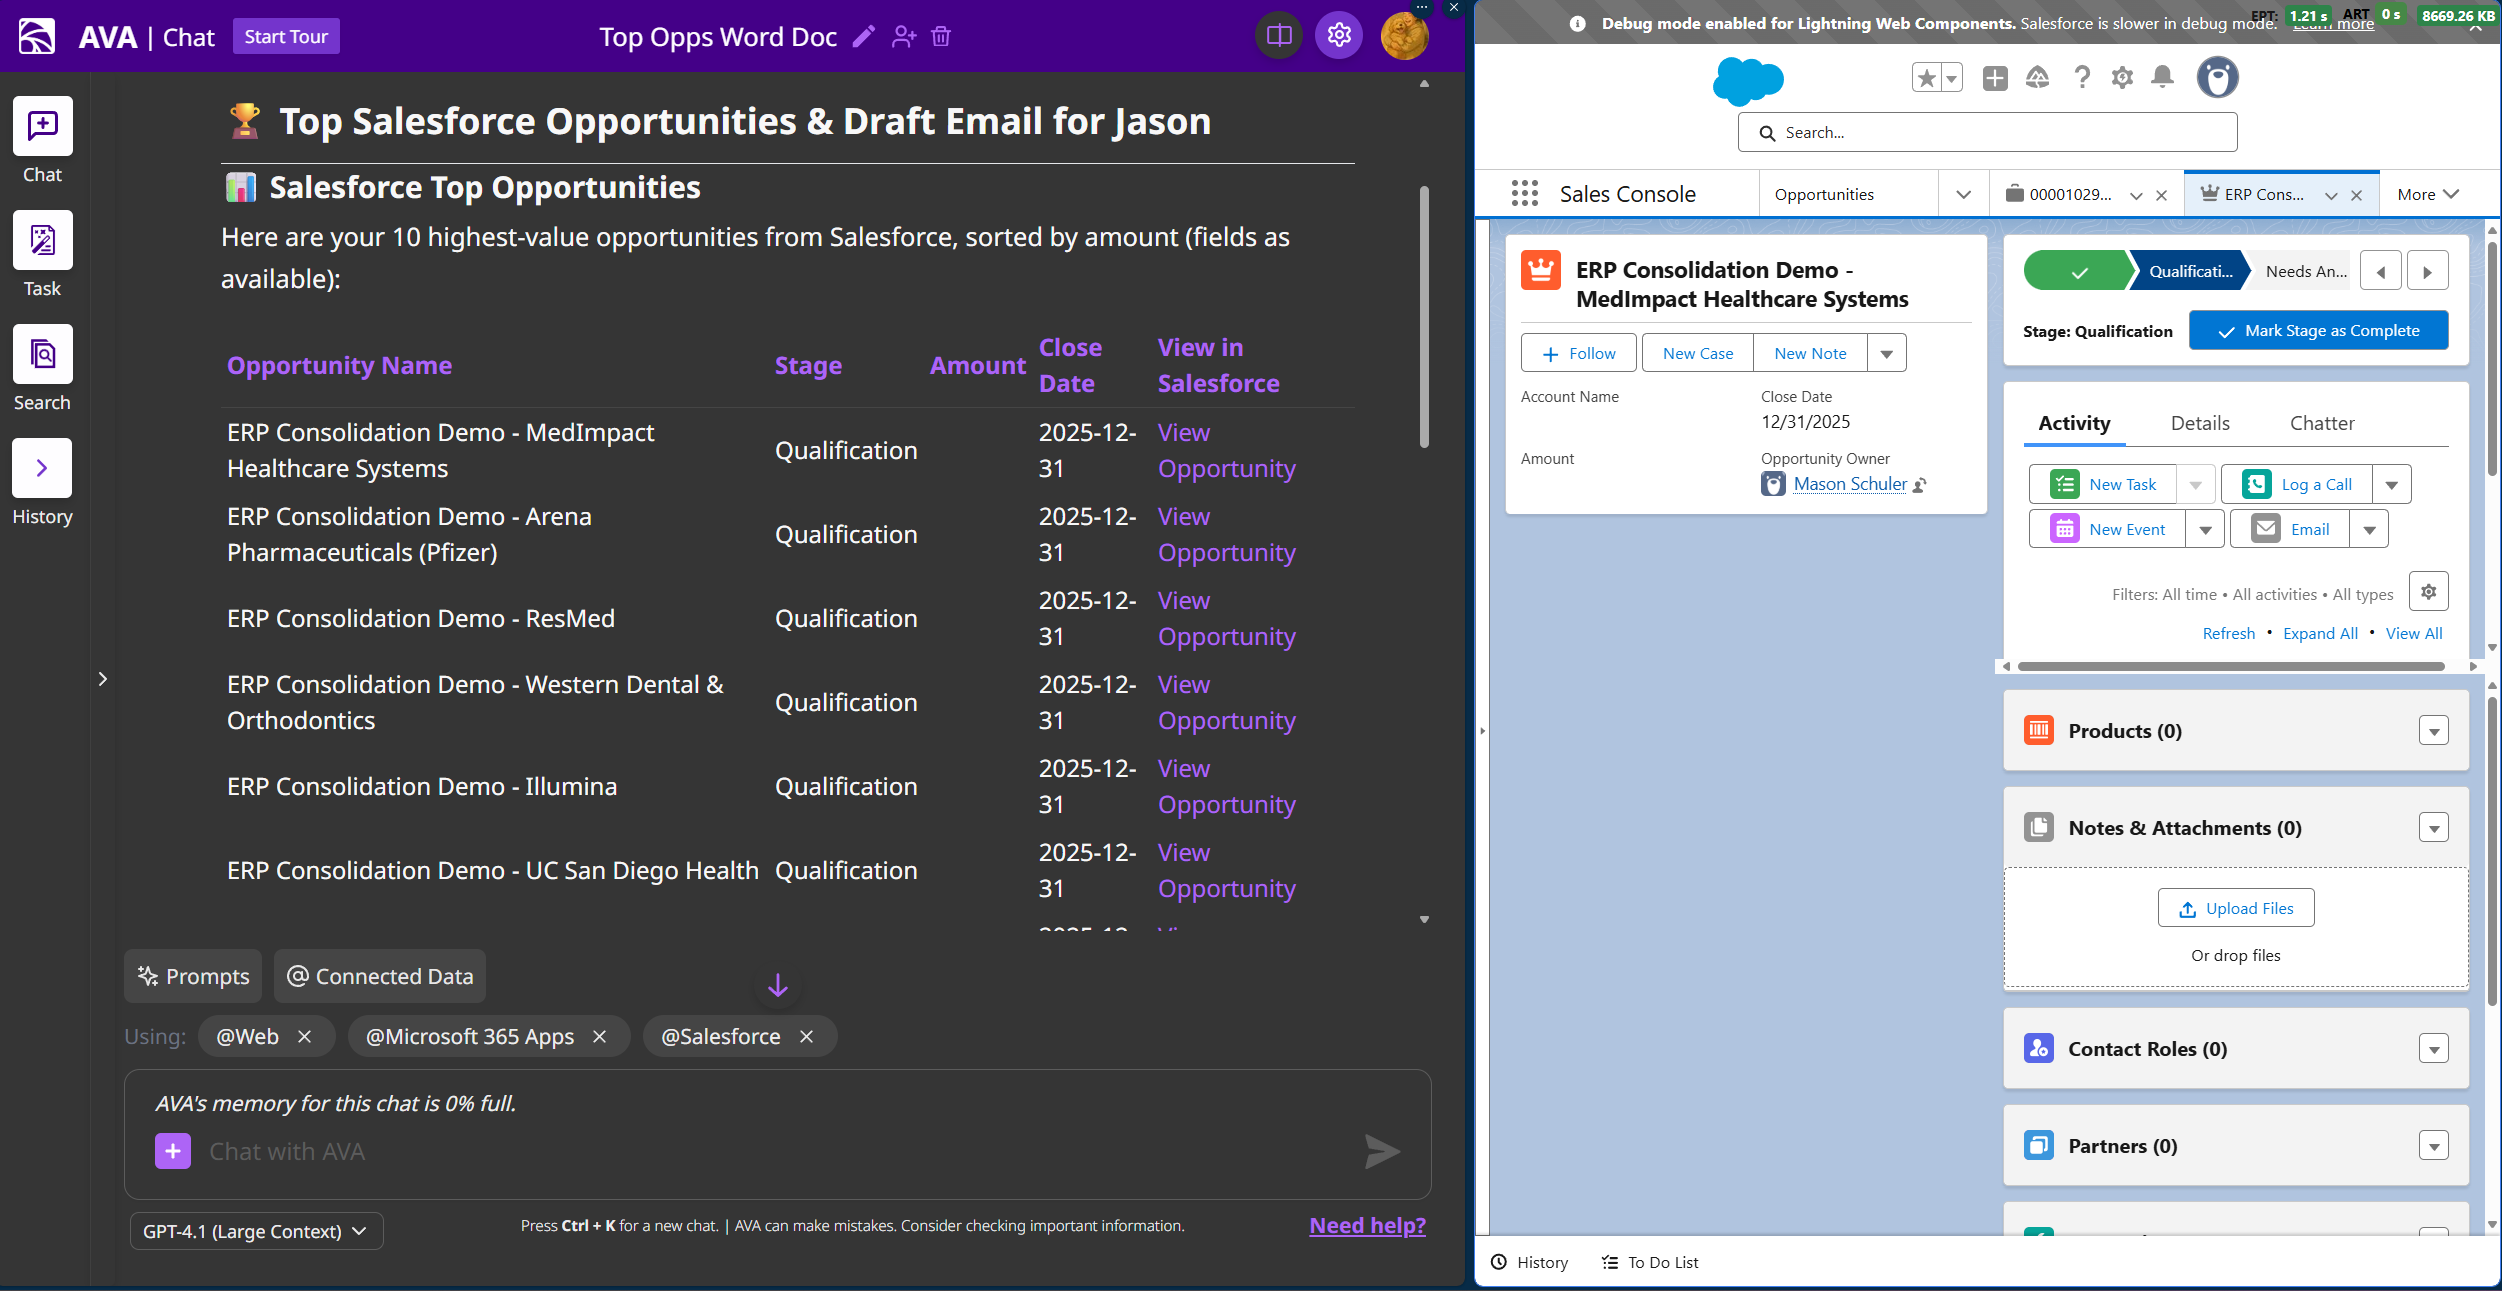 AVA | Chat
Start Tour
Top Opps Word Doc
Chat
Task
Search
History
Top Salesforce Opportunities & Draft Email for Jason
Salesforce Top Opportunities
Here are your 10 highest-value opportunities from Salesforce, sorted by amount (fields as
available):
Opportunity Name Stage Amount Close Date View in Salesforce
ERP Consolidation Demo - MedImpact Healthcare Systems Qualification 2025-12-31 View Opportunity
ERP Consolidation Demo - Arena Pharmaceuticals (Pfizer) Qualification 2025-12-31 View Opportunity
ERP Consolidation Demo - ResMed Qualification 2025-12-31 View Opportunity
ERP Consolidation Demo - Western Dental & Orthodontics Qualification 2025-12-31 View Opportunity
ERP Consolidation Demo - Illumina Qualification 2025-12-31 View Opportunity
ERP Consolidation Demo - UC San Diego Health Qualification 2025-12-31 View Opportunity
Prompts
@ Connected Data
Using: @Web @Microsoft 365 Apps @Salesforce
AVA's memory for this chat is 0% full.
Chat with AVA
GPT-4.1 (Large Context)
Press Ctrl + K for a new chat. | AVA can make mistakes. Consider checking important information.
Need help?
Debug mode enabled for Lightning Web Components. Salesforce is slower in debug mode. Learn more
EPT: 1.21 s ART 0 s 8669.26 KB
Search...
Sales Console
Opportunities
00001029...
ERP Cons...
More
ERP Consolidation Demo -
MedImpact Healthcare Systems
Follow
New Case
New Note
Account Name
Close Date
12/31/2025
Amount
Opportunity Owner
Mason Schuler
Qualificati...
Needs An...
Stage: Qualification
Mark Stage as Complete
Activity
Details
Chatter
New Task
Log a Call
New Event
Email
Filters: All time • All activities • All types
Refresh • Expand All • View All
Products (0)
Notes & Attachments (0)
Upload Files
Or drop files
Contact Roles (0)
Partners (0)
History
To Do List